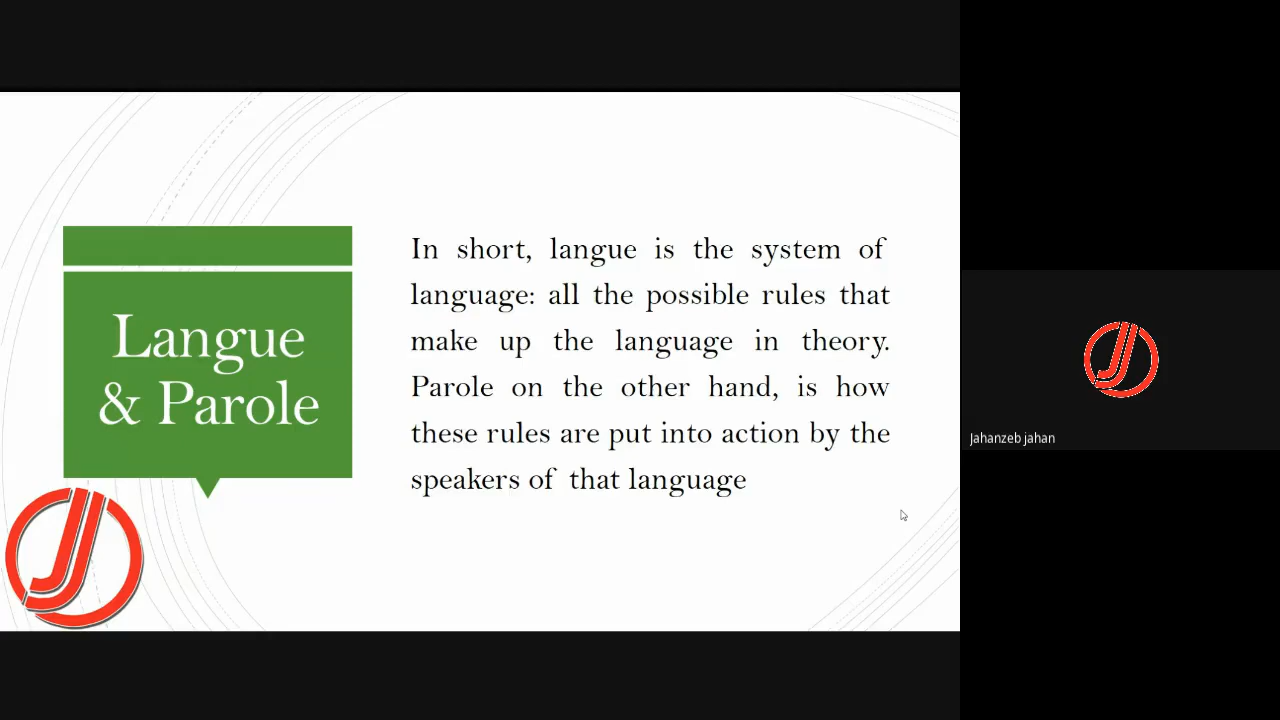 Langue
& Parole
In short, langue is the system of
language: all the possible rules that
make up the language in theory.
Parole on the other hand, is how
these rules are put into action by the
speakers of that language
Jahanzeb jahan